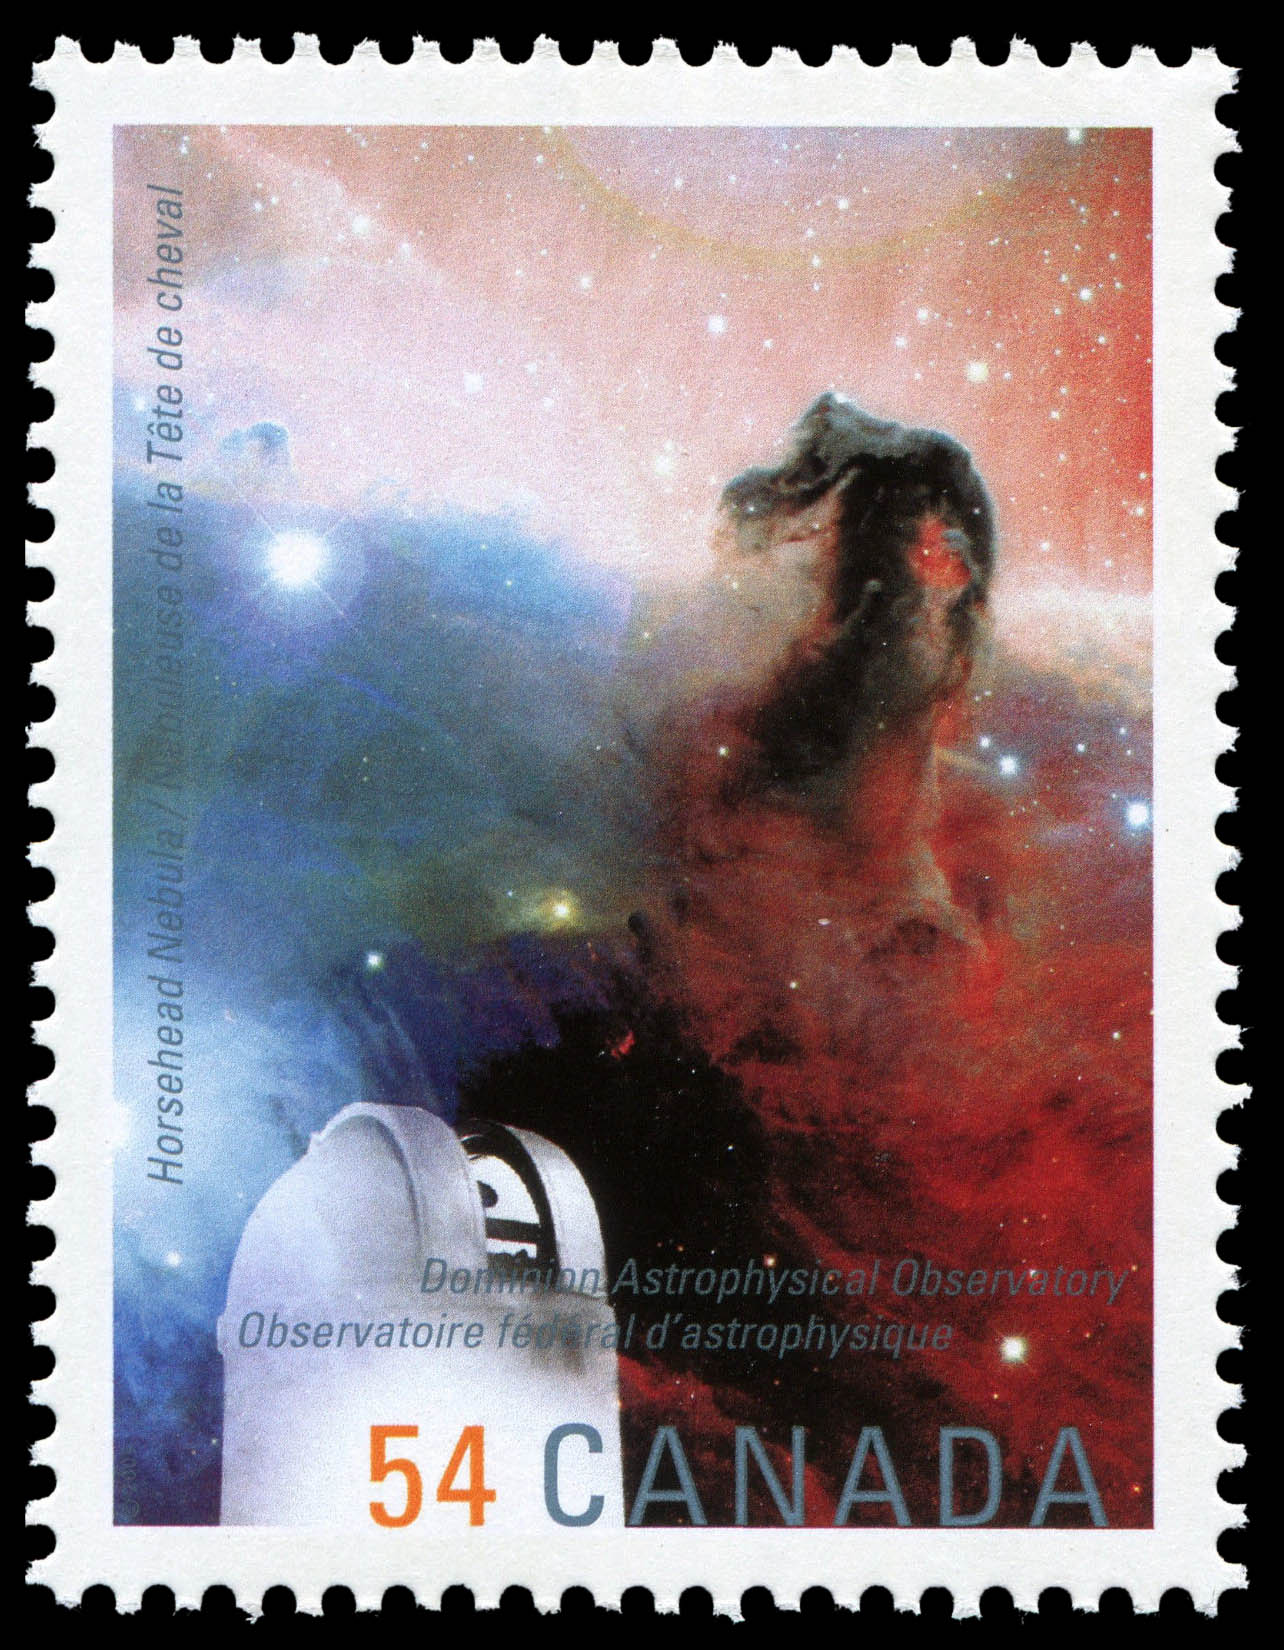 Horsehead Nebula / Nébuleuse de la Tête de cheval
Dominion Astrophysical Observatory
Observatoire fédéral d'astrophysique
54 CANADA